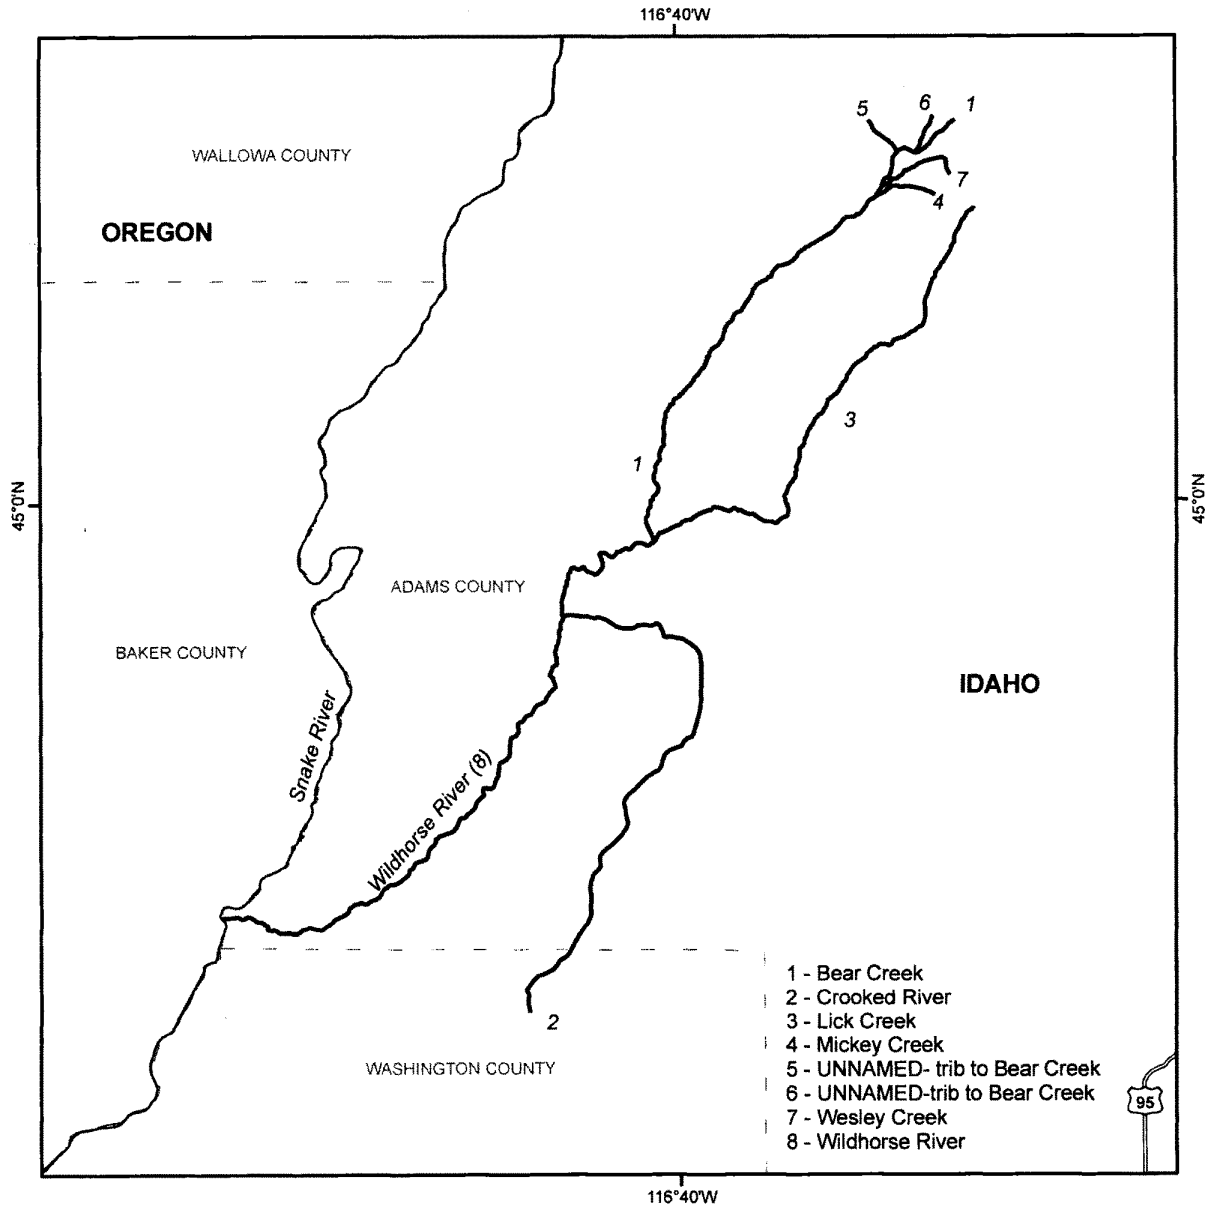 116°40'W
5
6
1
WALLOWA COUNTY
7
4
OREGON
3
1
45°0'N
45°0'N
ADAMS COUNTY
BAKER COUNTY
IDAHO
Snake River
Wildhorse River (8)
1 - Bear Creek
2 - Crooked River
3 - Lick Creek
4 - Mickey Creek
5 - UNNAMED- trib to Bear Creek
6 - UNNAMED-trib to Bear Creek
7 - Wesley Creek
8 - Wildhorse River
2
WASHINGTON COUNTY
95
116°40'W